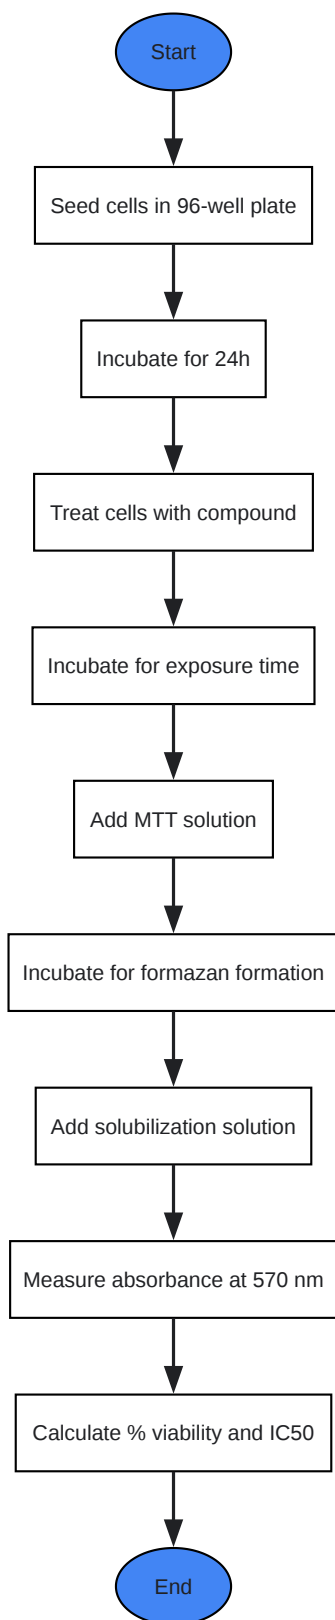 Start
Seed cells in 96-well plate
Incubate for 24h
Treat cells with compound
Incubate for exposure time
Add MTT solution
Incubate for formazan formation
Add solubilization solution
Measure absorbance at 570 nm
Calculate % viability and IC50
End